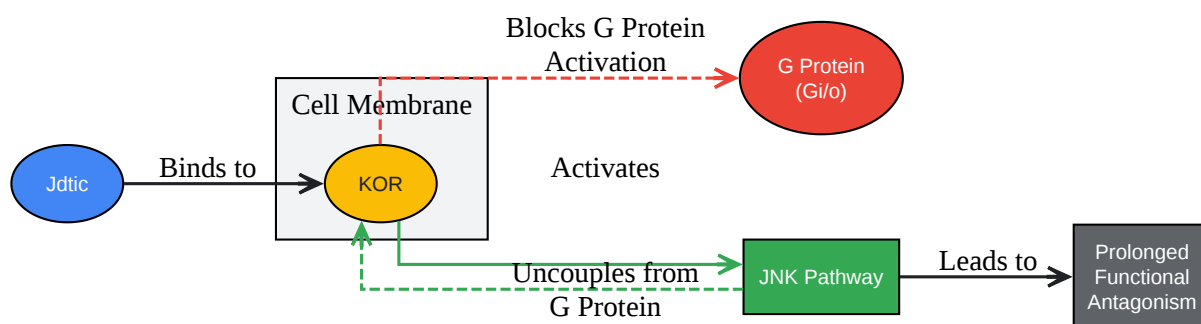 Blocks G Protein
Activation
G Protein
(Gi/o)
Cell Membrane
Jdtic
Binds to
KOR
Activates
Uncouples from
G Protein
JNK Pathway
Leads to
Prolonged
Functional
Antagonism